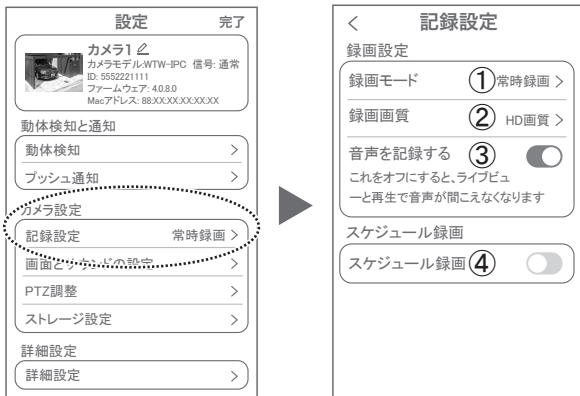 設定 完了
カメラ1
カメラモデル:WTW-IPC 信号: 通常
ID: 5552221111
ファームウェア: 4.0.8.0
Macアドレス: 88:XX:XX:XX:XX:XX
動体検知と通知
動体検知 >
プッシュ通知 >
カメラ設定
記録設定 常時録画 >
画面とサウンドの設定 >
PTZ調整 >
ストレージ設定 >
詳細設定
詳細設定 >
< 記録設定
録画設定
録画モード ①常時録画 >
録画画質 ② HD画質 >
音声を記録する ③
これをオフにすると、ライブビュ
ーと再生で音声が聞こえなくなります
スケジュール録画
スケジュール録画 ④